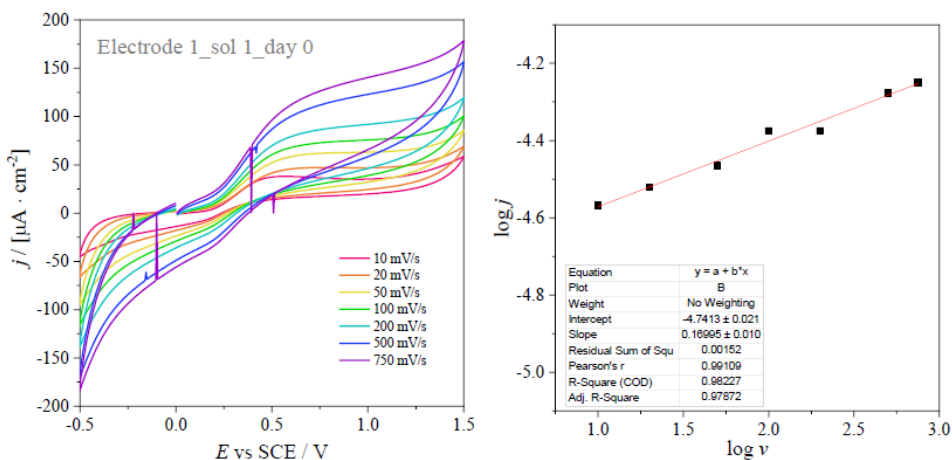 Electrode 1_sol 1_day 0
200
150
100
50
0
-50
-100
-150
-200
j / [μA · cm⁻²]
-0.5 0.0 0.5 1.0 1.5
E vs SCE / V
10 mV/s
20 mV/s
50 mV/s
100 mV/s
200 mV/s
500 mV/s
750 mV/s
-4.2
-4.4
-4.6
-4.8
-5.0
log j
1.0 1.5 2.0 2.5 3.0
log v
Equation y = a + b*x
Plot B
Weight No Weighting
Intercept -4.7413 ± 0.021
Slope 0.16995 ± 0.010
Residual Sum of Squ 0.00152
Pearson's r 0.99109
R-Square (COD) 0.98227
Adj. R-Square 0.97872